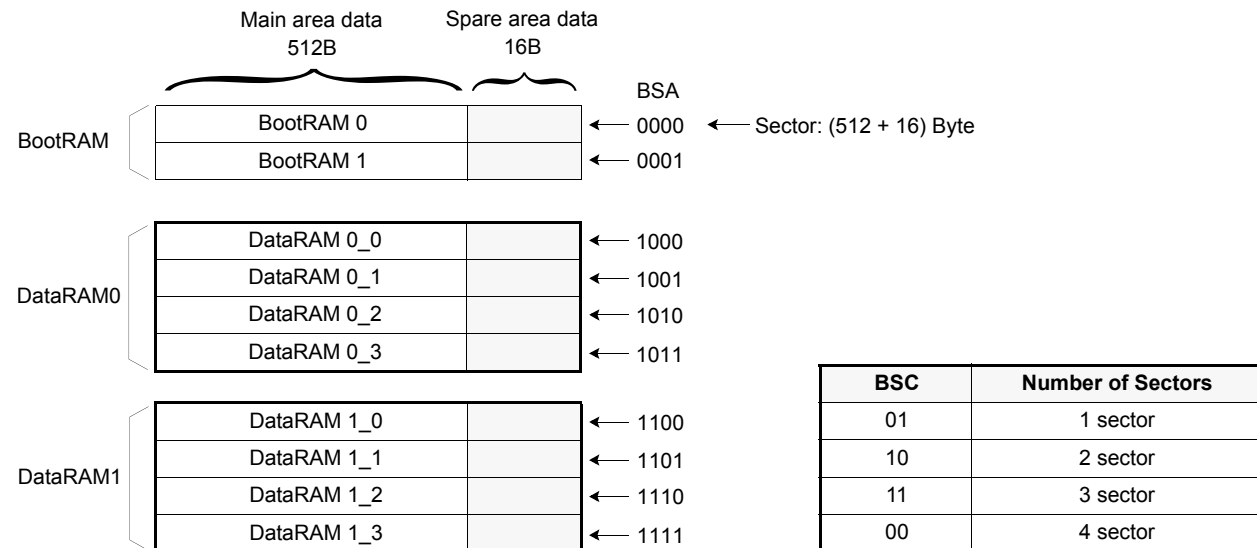 Main area data Spare area data
512B 16B
BSA
BootRAM
BootRAM 0 0000 Sector: (512 + 16) Byte
BootRAM 1 0001
DataRAM0
DataRAM 0_0 1000
DataRAM 0_1 1001
DataRAM 0_2 1010
DataRAM 0_3 1011
DataRAM1
DataRAM 1_0 1100
DataRAM 1_1 1101
DataRAM 1_2 1110
DataRAM 1_3 1111
BSC Number of Sectors
01 1 sector
10 2 sector
11 3 sector
00 4 sector